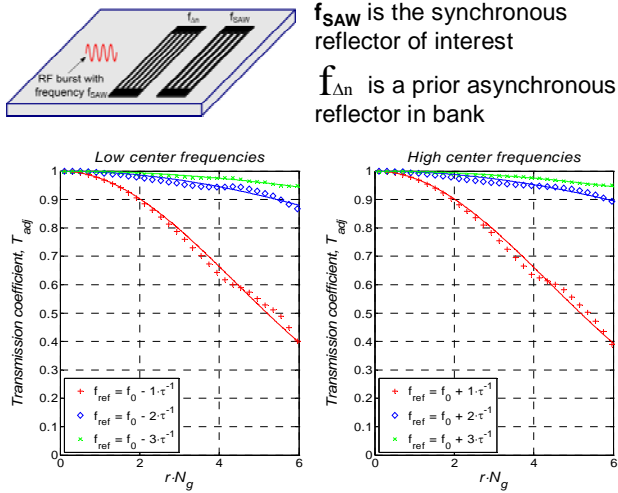 f_Δn
f_SAW
RF burst with
frequency f_SAW
f_SAW is the synchronous
reflector of interest
f_Δn is a prior asynchronous
reflector in bank
Low center frequencies
Transmission coefficient, T_adj
1
0.9
0.8
0.7
0.6
0.5
0.4
0.3
0.2
0.1
0
f_ref = f_0 - 1·τ^-1
f_ref = f_0 - 2·τ^-1
f_ref = f_0 - 3·τ^-1
0 2 4 6
r·N_g
High center frequencies
Transmission coefficient, T_adj
1
0.9
0.8
0.7
0.6
0.5
0.4
0.3
0.2
0.1
0
f_ref = f_0 + 1·τ^-1
f_ref = f_0 + 2·τ^-1
f_ref = f_0 + 3·τ^-1
0 2 4 6
r·N_g